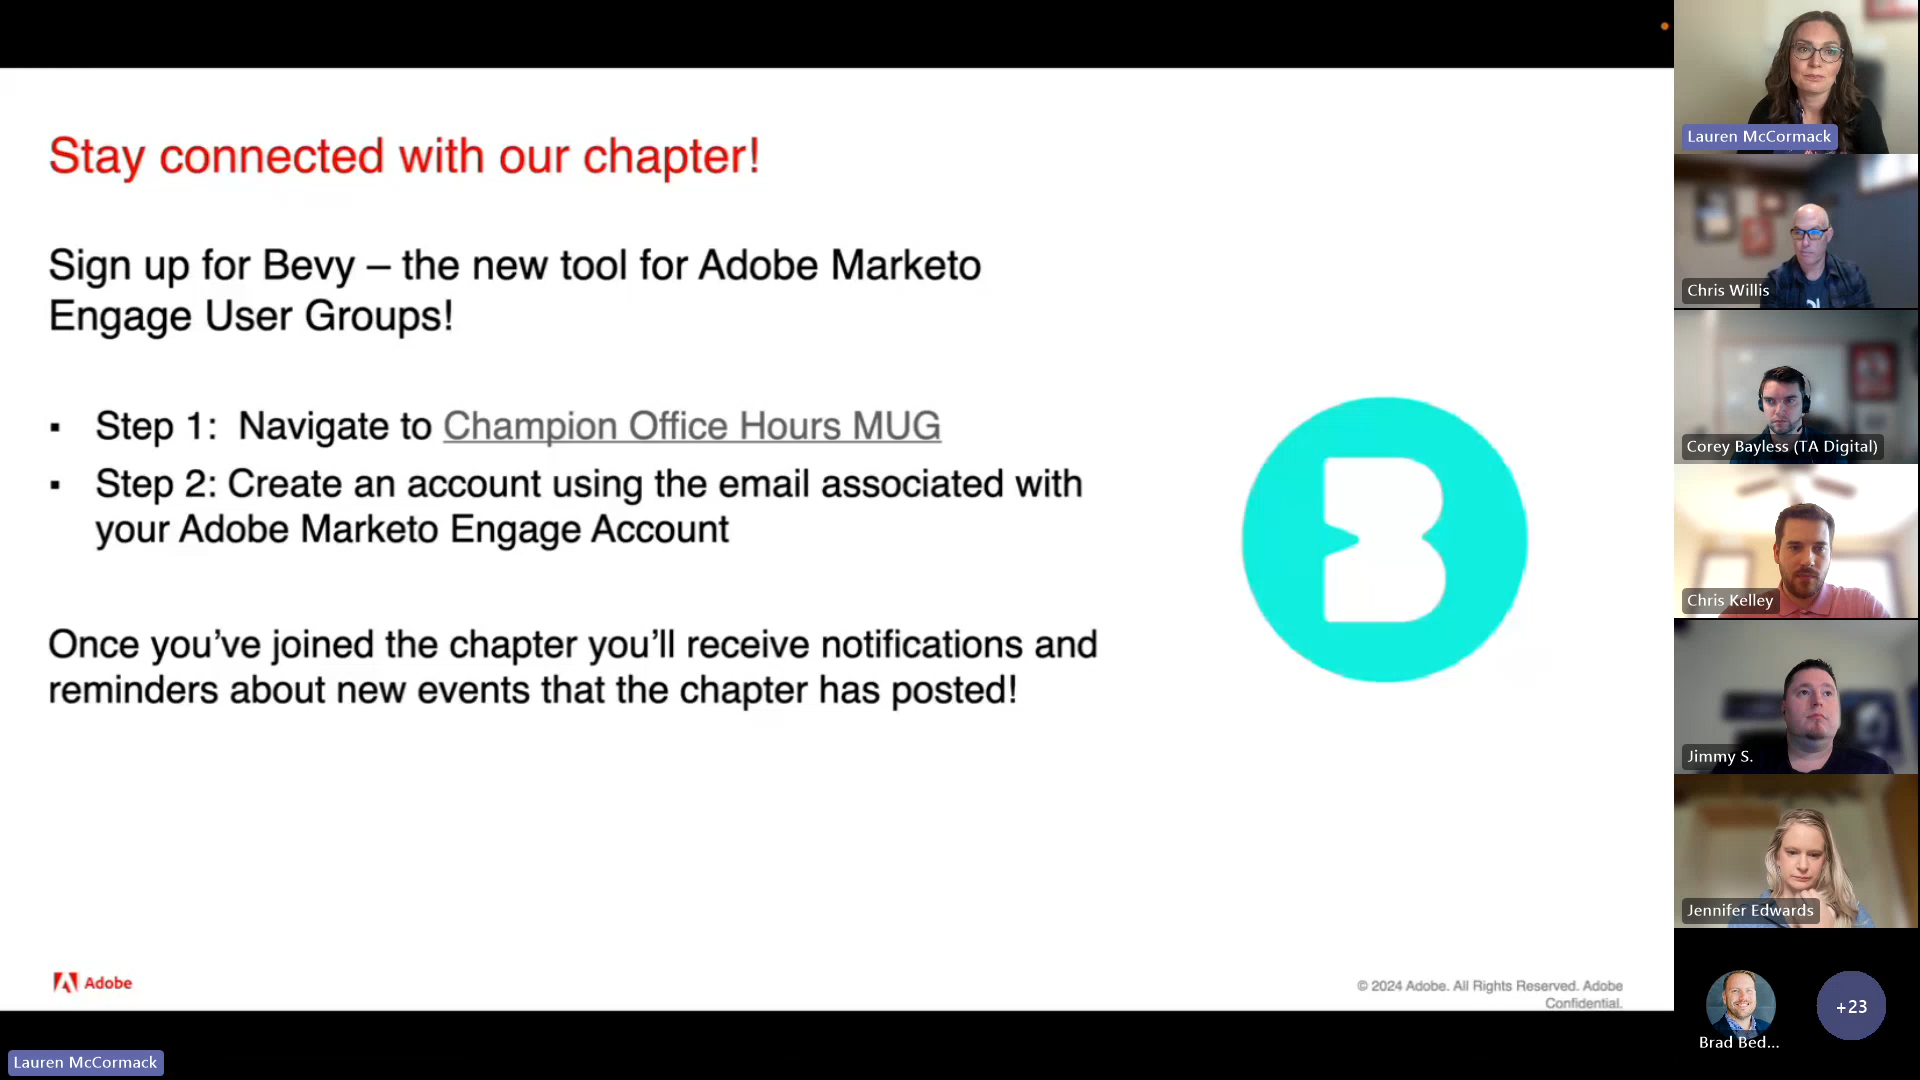 Stay connected with our chapter!
Sign up for Bevy – the new tool for Adobe Marketo
Engage User Groups!
▪ Step 1:  Navigate to Champion Office Hours MUG
▪ Step 2: Create an account using the email associated with
your Adobe Marketo Engage Account
Once you’ve joined the chapter you’ll receive notifications and
reminders about new events that the chapter has posted!
Adobe
© 2024 Adobe. All Rights Reserved. Adobe
Confidential.
Lauren McCormack
Lauren McCormack
Chris Willis
Corey Bayless (TA Digital)
Chris Kelley
Jimmy S.
Jennifer Edwards
Brad Bed...
+23